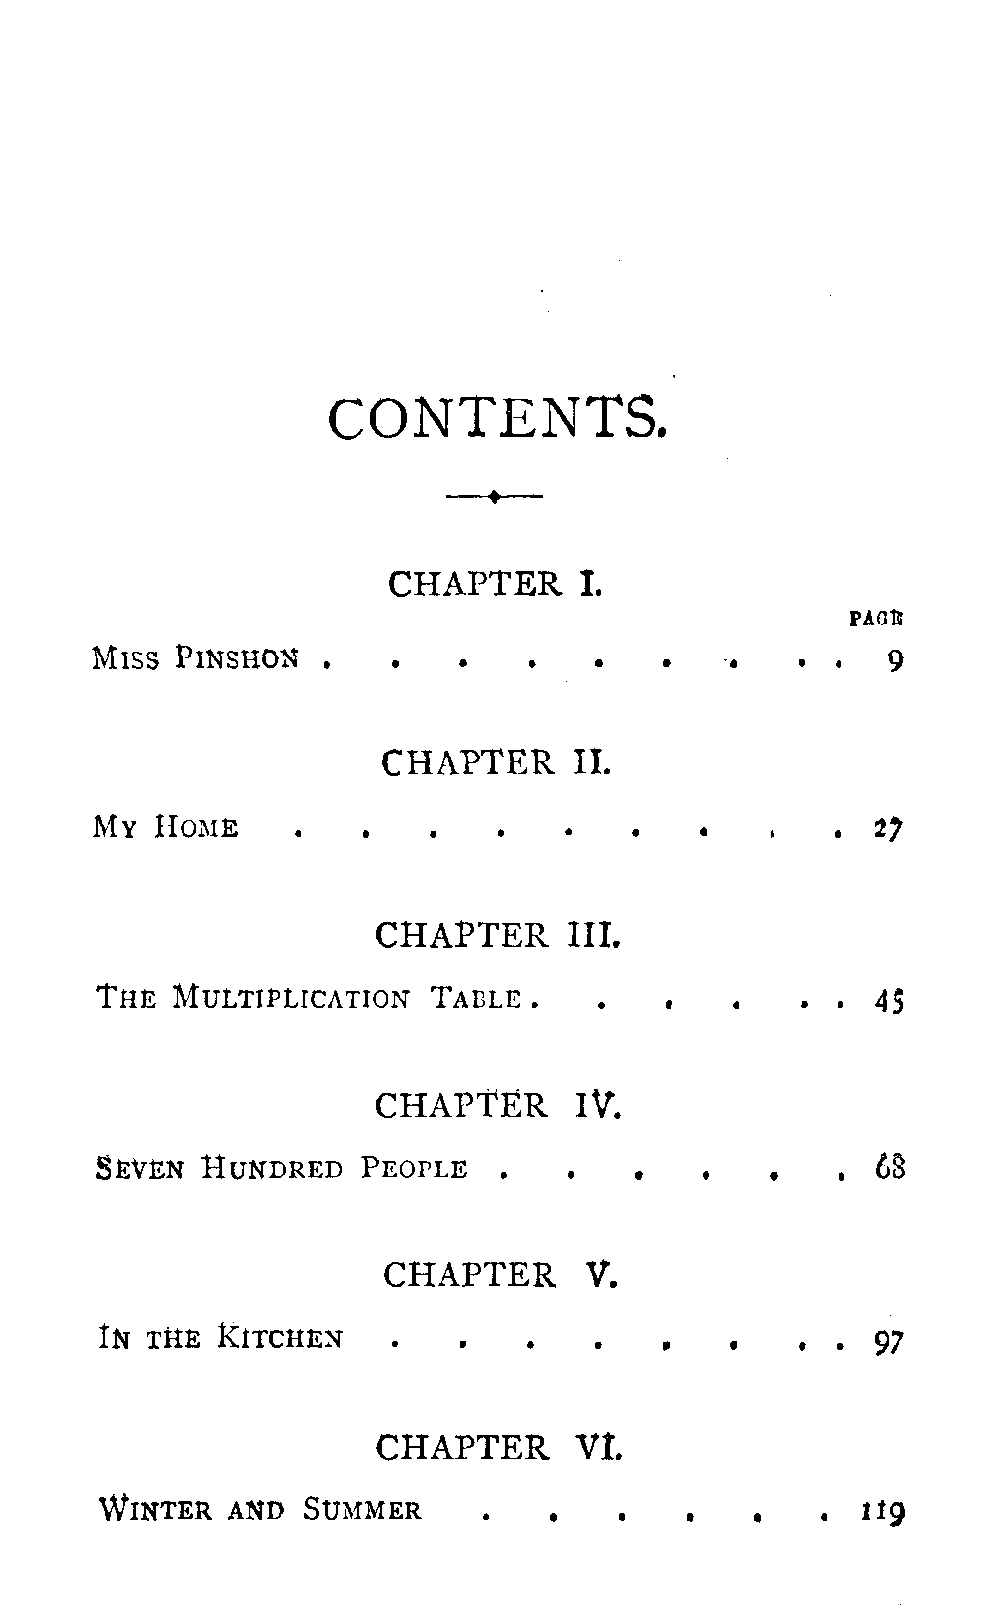 CONTENTS.
CHAPTER I.
PAGE
MISS PINSHON . . . . . . . . . 9
CHAPTER II.
MY HOME . . . . . . . . . 27
CHAPTER III.
THE MULTIPLICATION TABLE . . . . . . 45
CHAPTER IV.
SEVEN HUNDRED PEOPLE . . . . . . 68
CHAPTER V.
IN THE KITCHEN . . . . . . . . 97
CHAPTER VI.
WINTER AND SUMMER . . . . . . 119